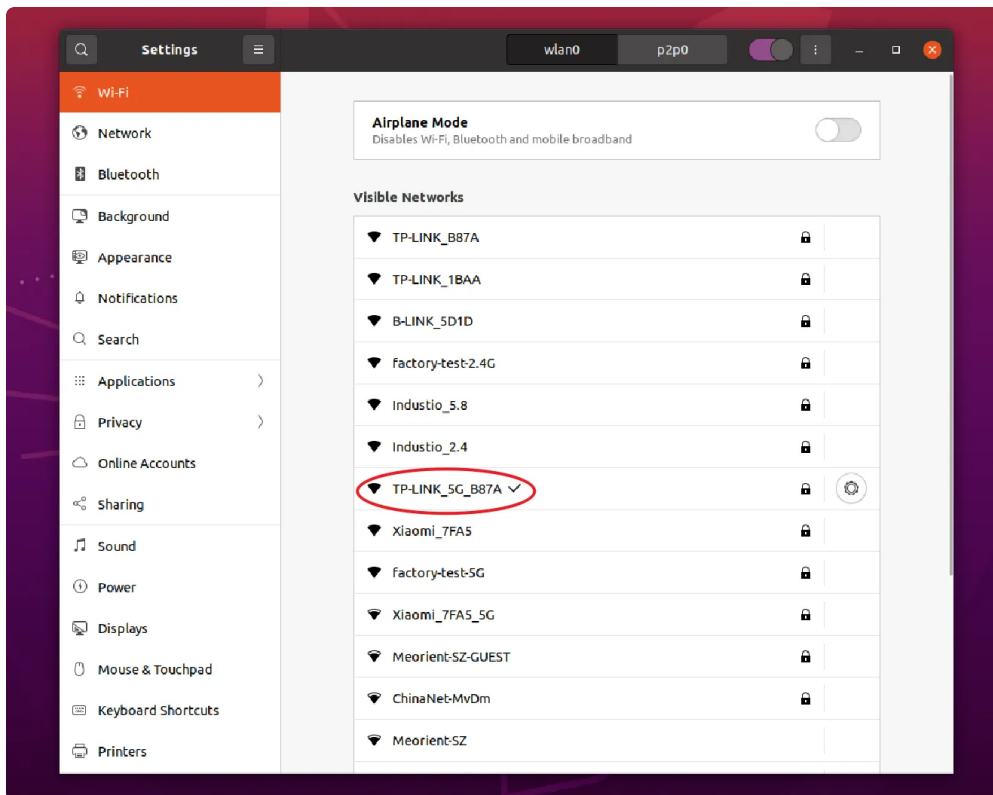 Settings
wlan0
p2p0
Wi-Fi
Network
Bluetooth
Background
Appearance
Notifications
Search
Applications
Privacy
Online Accounts
Sharing
Sound
Power
Displays
Mouse & Touchpad
Keyboard Shortcuts
Printers
Airplane Mode
Disables Wi-Fi, Bluetooth and mobile broadband
Visible Networks
TP-LINK_B87A
TP-LINK_1BAA
B-LINK_5D1D
factory-test-2.4G
Industio_5.8
Industio_2.4
TP-LINK_5G_B87A
Xiaomi_7FA5
factory-test-5G
Xiaomi_7FA5_5G
Meorient-SZ-GUEST
ChinaNet-MvDm
Meorient-SZ